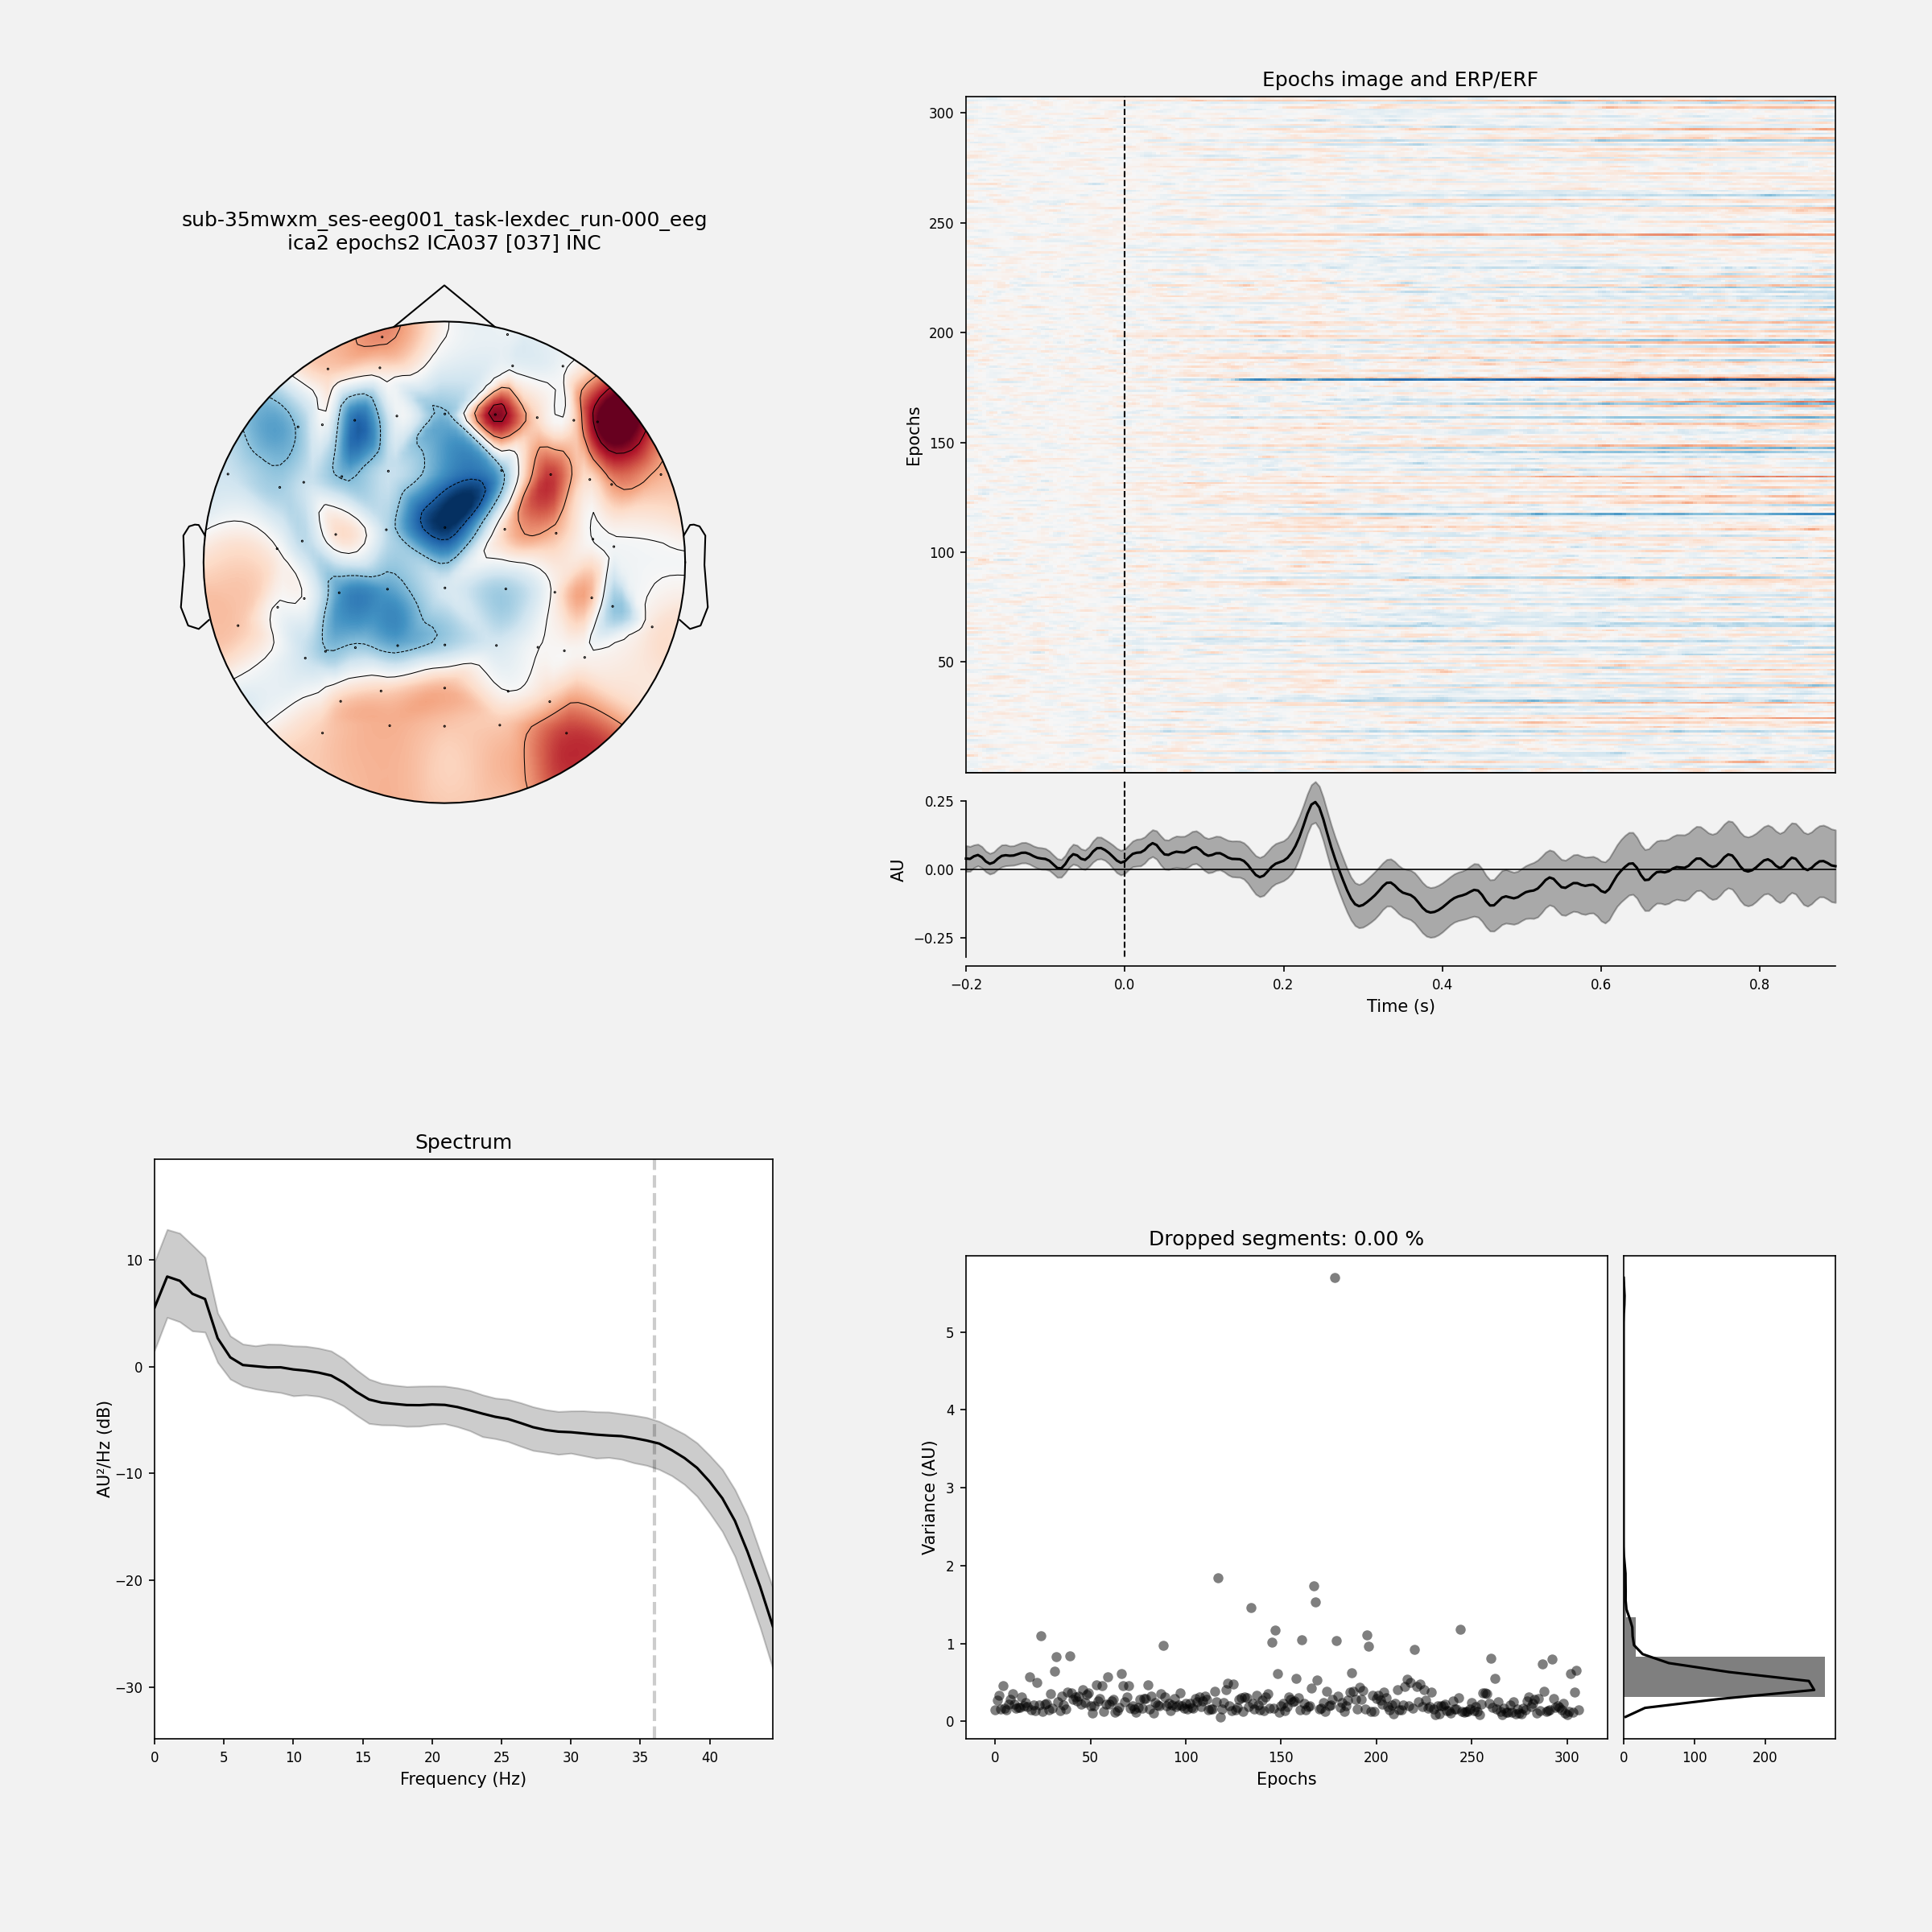 sub-35mwxm_ses-eeg001_task-lexdec_run-000_eeg
ica2 epochs2 ICA037 [037] INC
Epochs image and ERP/ERF
300
250
200
150
100
50
Epochs
0.25
0.00
−0.25
AU
−0.2 0.0 0.2 0.4 0.6 0.8
Time (s)
Spectrum
10
0
−10
−20
−30
AU²/Hz (dB)
0 5 10 15 20 25 30 35 40
Frequency (Hz)
Dropped segments: 0.00 %
5
4
3
2
1
0
Variance (AU)
0 50 100 150 200 250 300
Epochs
0 100 200